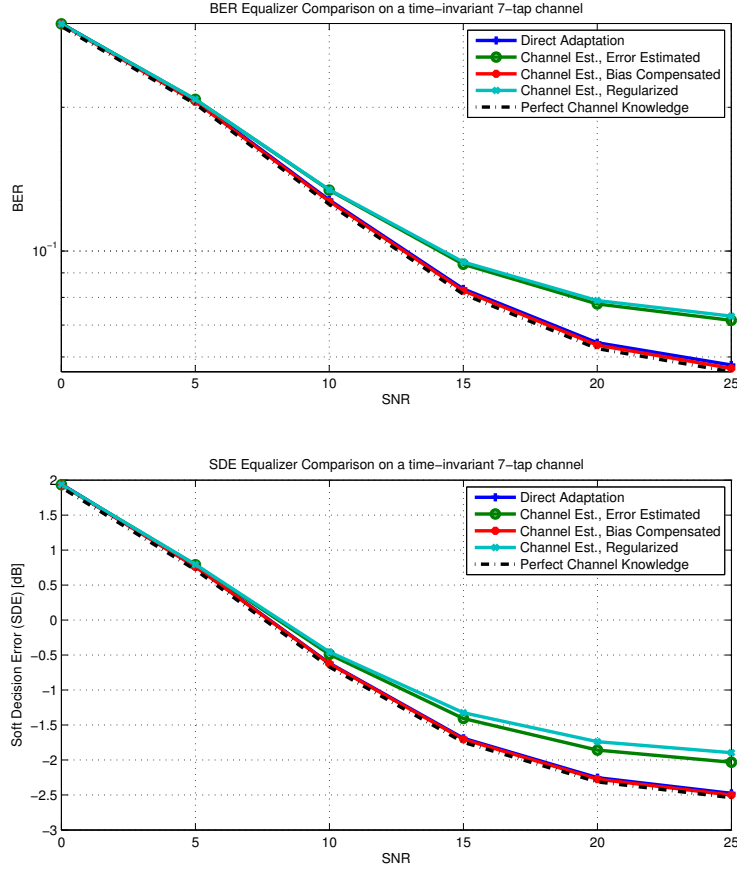 BER Equalizer Comparison on a time−invariant 7−tap channel
Direct Adaptation
Channel Est., Error Estimated
Channel Est., Bias Compensated
Channel Est., Regularized
Perfect Channel Knowledge
BER
10−1
0 5 10 15 20 25
SNR
SDE Equalizer Comparison on a time−invariant 7−tap channel
Direct Adaptation
Channel Est., Error Estimated
Channel Est., Bias Compensated
Channel Est., Regularized
Perfect Channel Knowledge
Soft Decision Error (SDE) [dB]
2
1.5
1
0.5
0
−0.5
−1
−1.5
−2
−2.5
−3
0 5 10 15 20 25
SNR